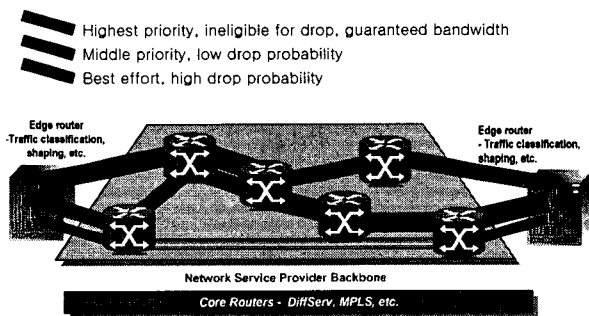 Highest priority, ineligible for drop, guaranteed bandwidth
Middle priority, low drop probability
Best effort, high drop probability
Edge router
-Traffic classification,
shaping, etc.
Edge router
- Traffic classification,
shaping, etc.
Network Service Provider Backbone
Core Routers - DiffServ, MPLS, etc.